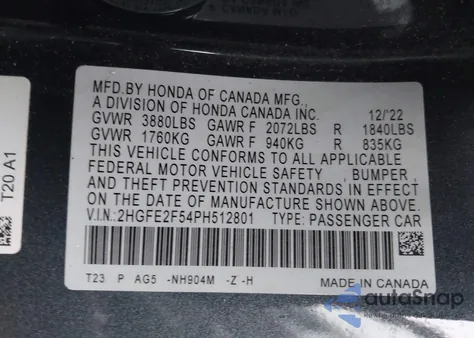 MFD.BY HONDA OF CANADA MFG.,
A DIVISION OF HONDA CANADA INC. 12/22
GVWR 3880LBS GAWR F 2072LBS R 1840LBS
GVWR 1760KG GAWR F 940KG R 835KG
THIS VEHICLE CONFORMS TO ALL APPLICABLE
FEDERAL MOTOR VEHICLE SAFETY , BUMPER ,
AND THEFT PREVENTION STANDARDS IN EFFECT
ON THE DATE OF MANUFACTURE SHOWN ABOVE.
V.I.N.:2HGFE2F54PH512801 TYPE: PASSENGER CAR
T23 P AG5 -NH904M -Z -H MADE IN CANADA
T20 A1
autoSnap